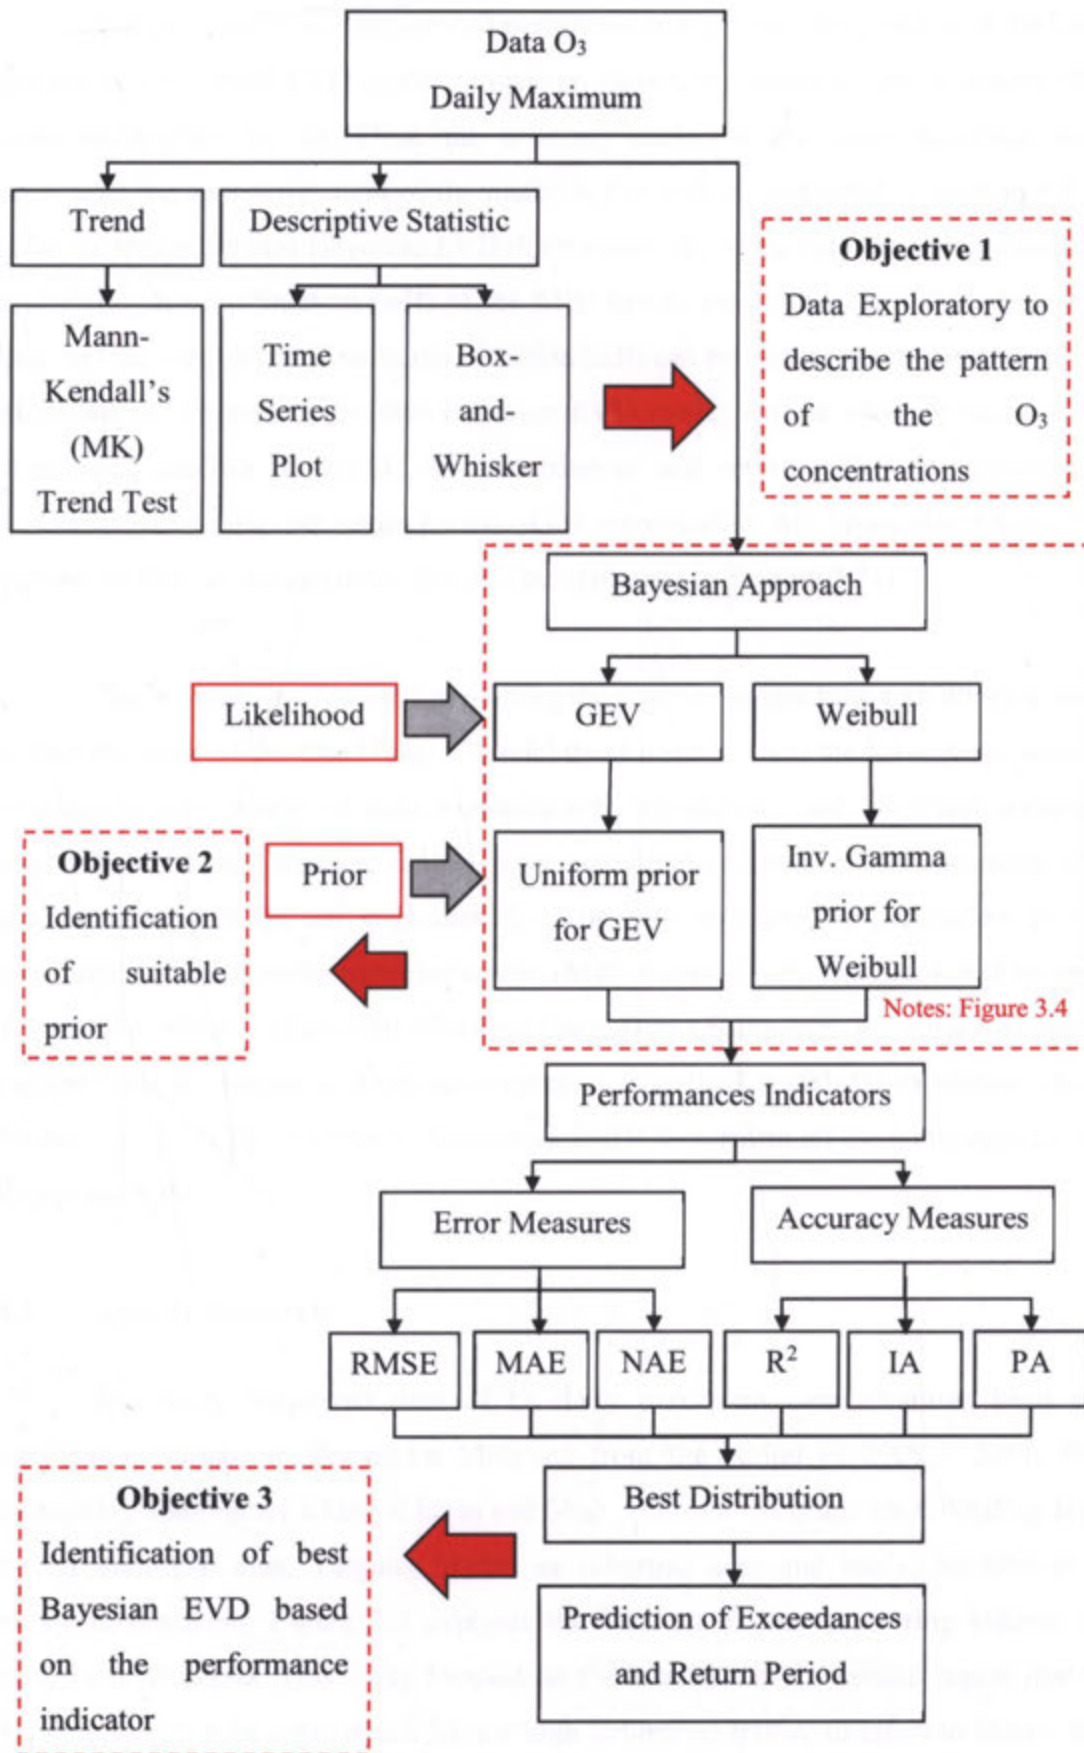 Data O₃
Daily Maximum
Trend
Descriptive Statistic
Mann-
Kendall's
(MK)
Trend Test
Time
Series
Plot
Box-
and-
Whisker
Objective 1
Data Exploratory to
describe the pattern
of the O₃
concentrations
Bayesian Approach
Likelihood
GEV
Weibull
Objective 2
Identification
of suitable
prior
Prior
Uniform prior
for GEV
Inv. Gamma
prior for
Weibull
Notes: Figure 3.4
Performances Indicators
Error Measures
Accuracy Measures
RMSE
MAE
NAE
R²
IA
PA
Objective 3
Identification of best
Bayesian EVD based
on the performance
indicator
Best Distribution
Prediction of Exceedances
and Return Period